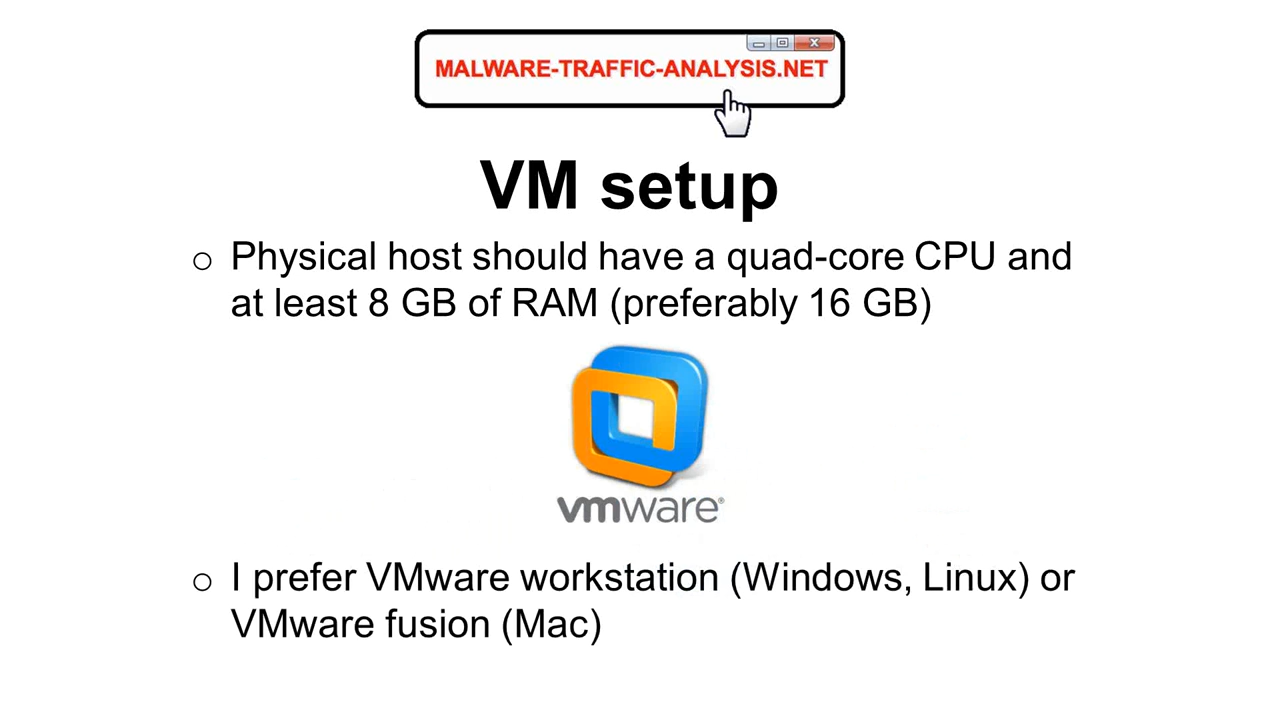 MALWARE-TRAFFIC-ANALYSIS.NET
VM setup
o Physical host should have a quad-core CPU and
at least 8 GB of RAM (preferably 16 GB)
vmware®
o I prefer VMware workstation (Windows, Linux) or
VMware fusion (Mac)